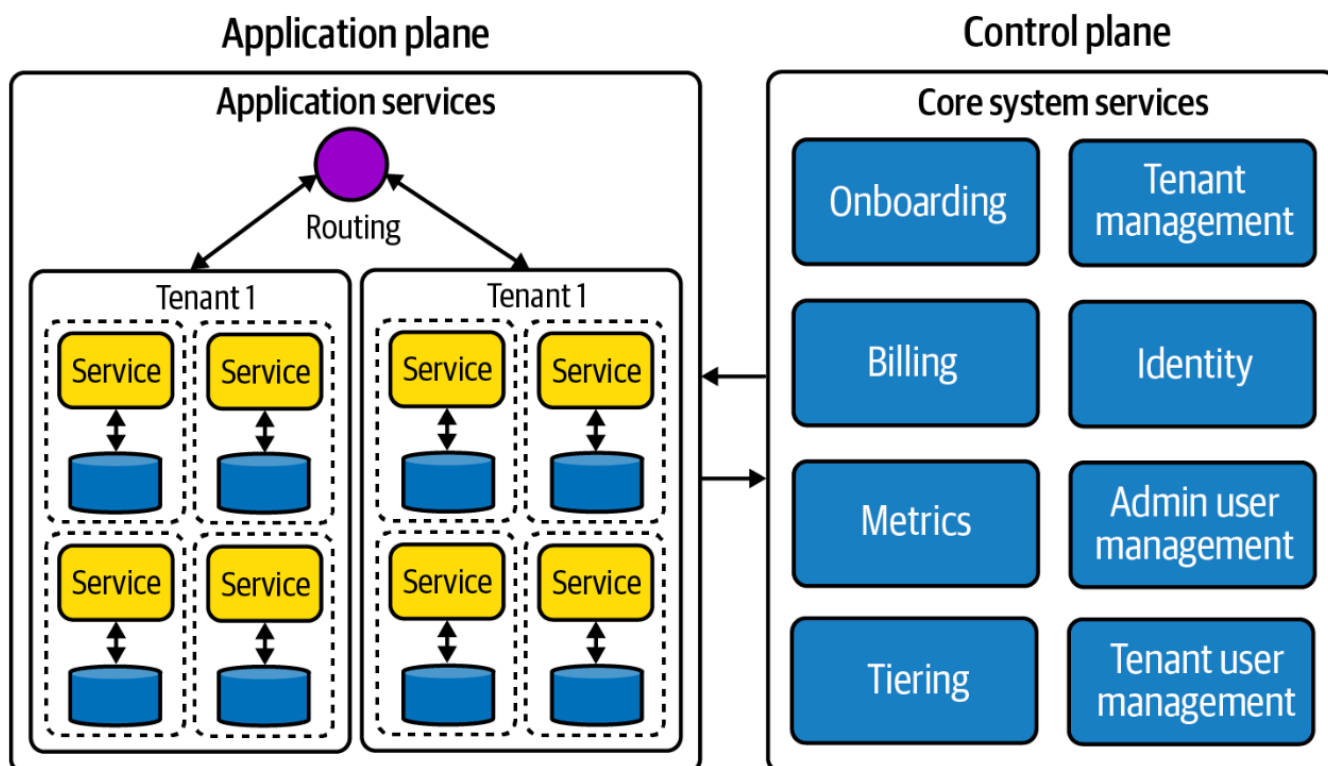 Application plane
Control plane
Application services
Routing
Tenant 1
Service
Service
Service
Service
Tenant 1
Service
Service
Service
Service
Core system services
Onboarding
Tenant
management
Billing
Identity
Metrics
Admin user
management
Tiering
Tenant user
management